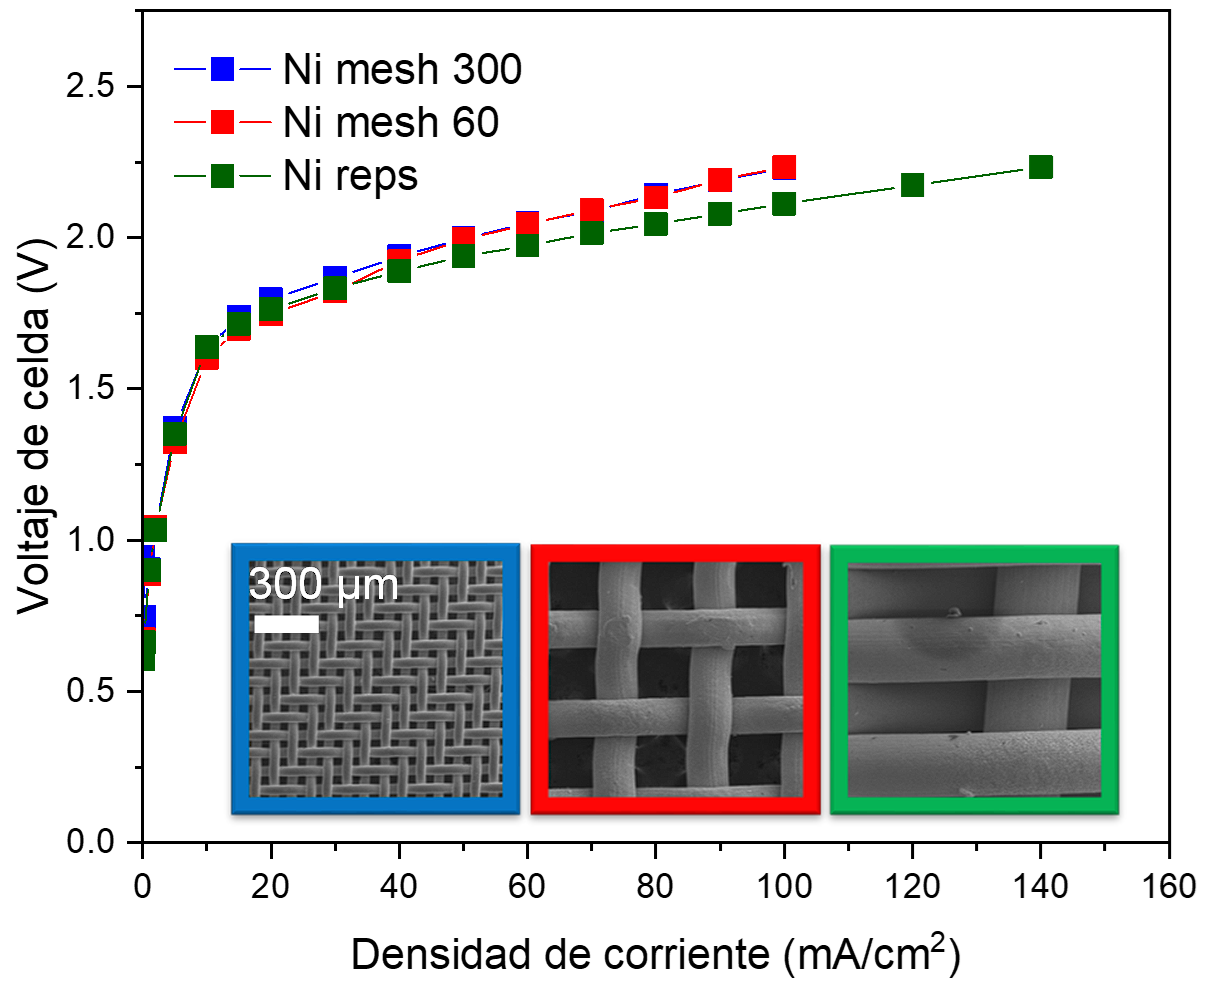 Ni mesh 300
Ni mesh 60
Ni reps
2.5
2.0
1.5
1.0
0.5
0.0
Voltaje de celda (V)
300 µm
0 20 40 60 80 100 120 140 160
Densidad de corriente (mA/cm²)